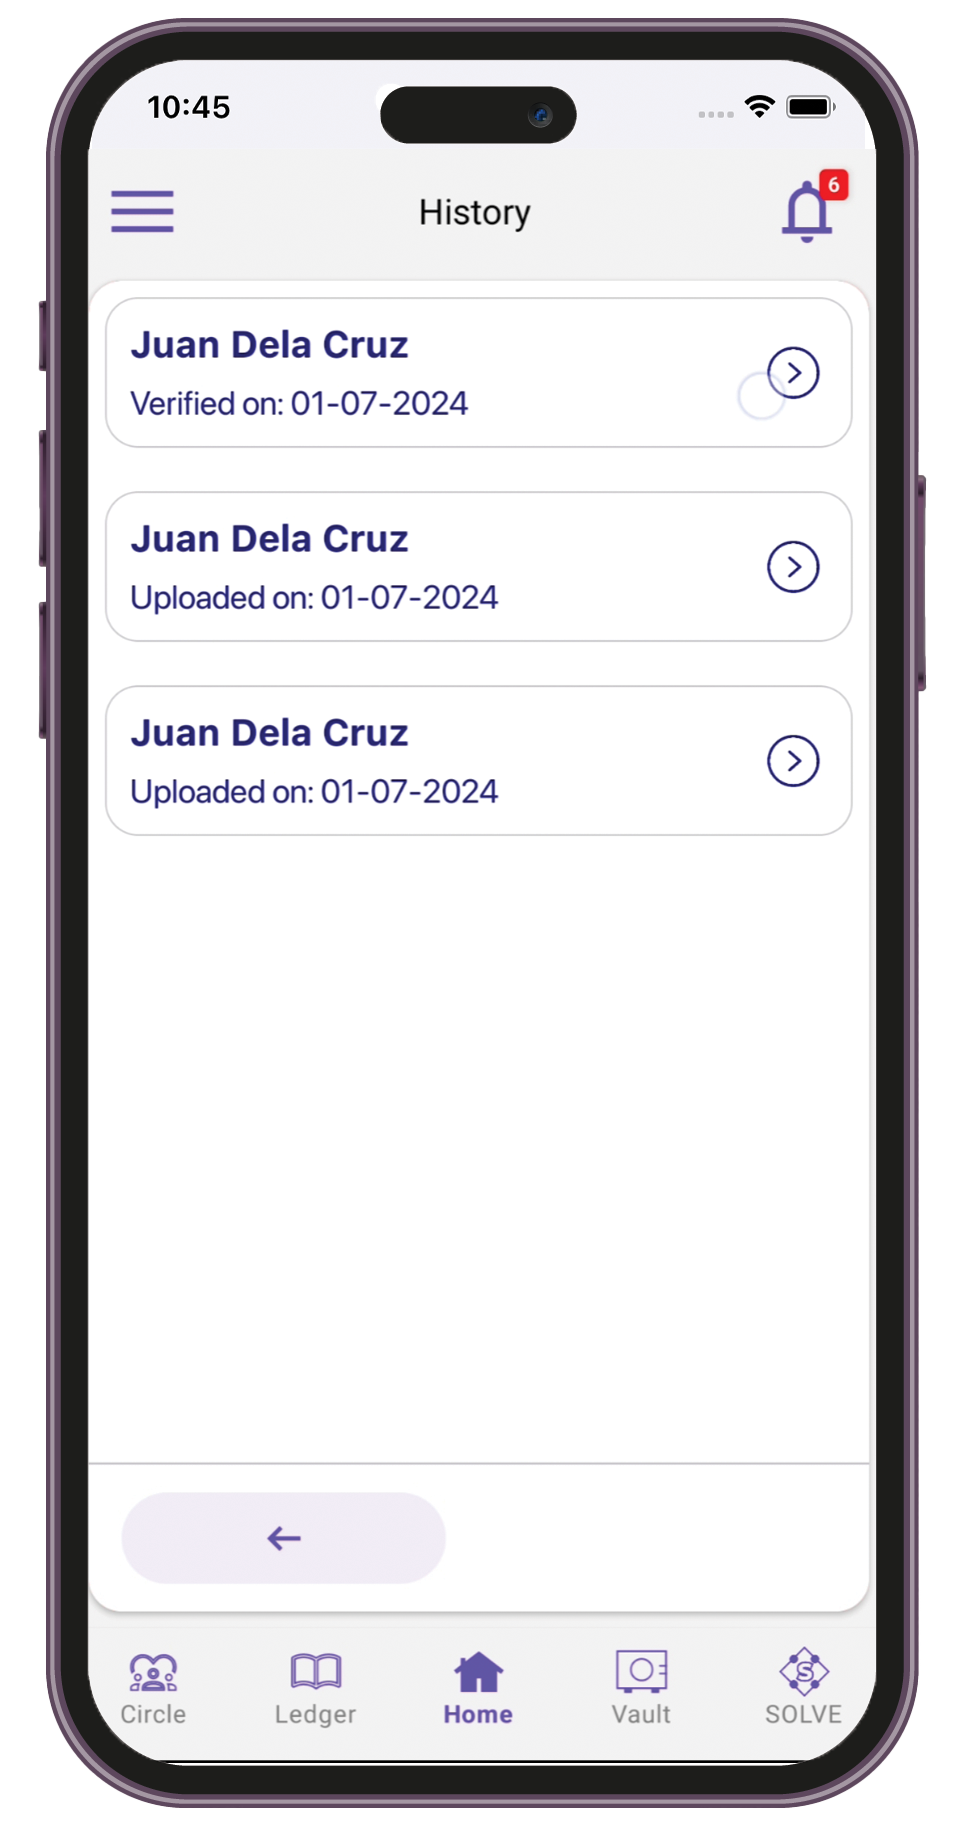 10:45
History
6
Juan Dela Cruz
Verified on: 01-07-2024
Juan Dela Cruz
Uploaded on: 01-07-2024
Juan Dela Cruz
Uploaded on: 01-07-2024
S
Circle
Ledger
Home
Vault
SOLVE